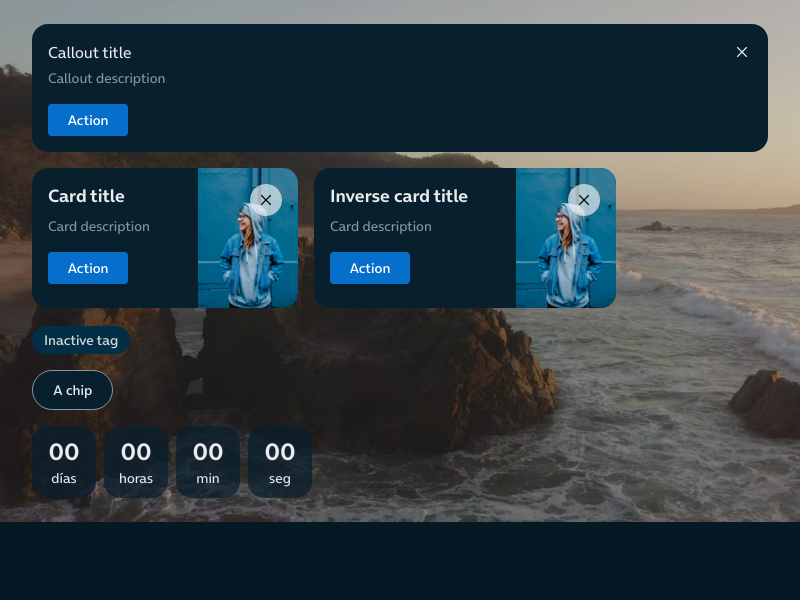 Callout title
Callout description
Action
Card title
Card description
Action
Inverse card title
Card description
Action
Inactive tag
A chip
00 00 00 00
días horas min seg